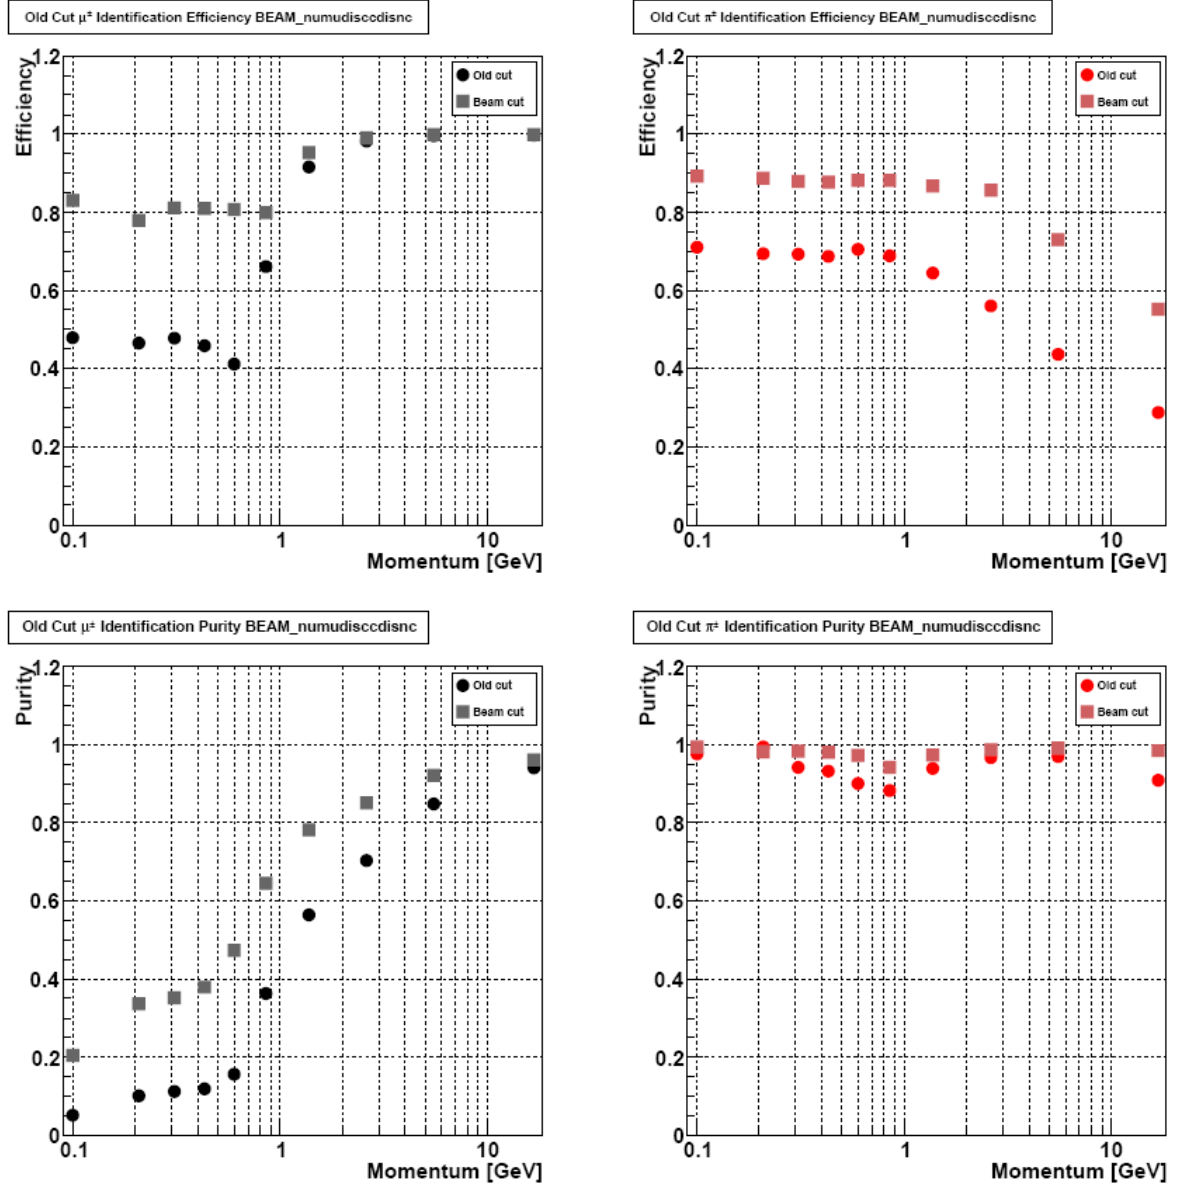 Old Cut μ± Identification Efficiency BEAM_numudisccdisnc
Efficiency
1.2
1
0.8
0.6
0.4
0.2
0
Old cut
Beam cut
0.1
1
10
Momentum [GeV]
Old Cut π± Identification Efficiency BEAM_numudisccdisnc
Efficiency
1.2
1
0.8
0.6
0.4
0.2
0
Old cut
Beam cut
0.1
1
10
Momentum [GeV]
Old Cut μ± Identification Purity BEAM_numudisccdisnc
Purity
1.2
1
0.8
0.6
0.4
0.2
0
Old cut
Beam cut
0.1
1
10
Momentum [GeV]
Old Cut π± Identification Purity BEAM_numudisccdisnc
Purity
1.2
1
0.8
0.6
0.4
0.2
0
Old cut
Beam cut
0.1
1
10
Momentum [GeV]